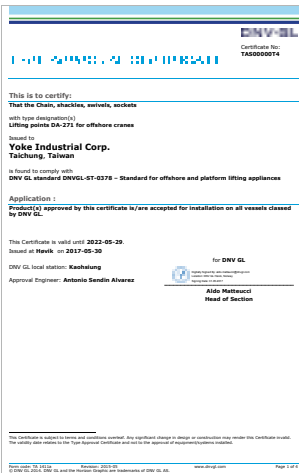 DNV·GL
Certificate No:
TAS00000T4
This is to certify:
That the Chain, shackles, swivels, sockets
with type designation(s)
Lifting points DA-271 for offshore cranes
Issued to
Yoke Industrial Corp.
Taichung, Taiwan
is found to comply with
DNV GL standard DNVGL-ST-0378 – Standard for offshore and platform lifting appliances
Application :
Product(s) approved by this certificate is/are accepted for installation on all vessels classed
by DNV GL.
This Certificate is valid until 2022-05-29.
Issued at Høvik on 2017-05-30
for DNV GL
DNV GL local station: Kaohsiung
Approval Engineer: Antonio Sendin Alvarez
Aldo Matteucci
Head of Section
This Certificate is subject to terms and conditions overleaf. Any significant change in design or construction may render this Certificate invalid.
The validity date relates to the Type Approval Certificate and not to the approval of equipment/systems installed.
Form code: TA 1411a Revision: 2013-05 www.dnvgl.com Page 1 of 4
© DNV GL 2014. DNV GL and the Horizon Graphic are trademarks of DNV GL AS.